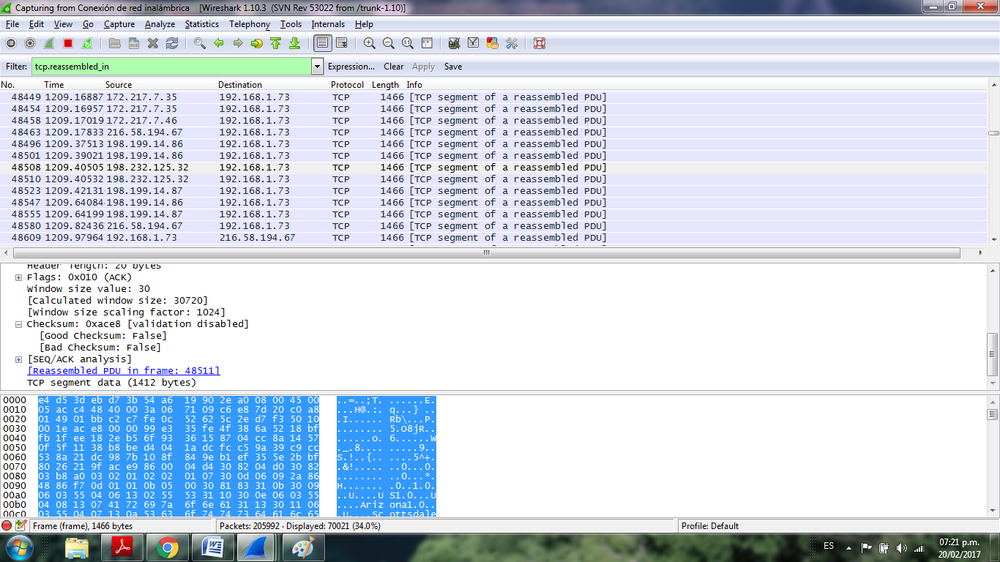 Capturing from Conexión de red inalámbrica [Wireshark 1.10.3 (SVN Rev 53022 from /trunk-1.10)]
File Edit View Go Capture Analyze Statistics Telephony Tools Internals Help
Filter: tcp.reassembled_in Expression... Clear Apply Save
No. Time Source Destination Protocol Length Info
48449 1209.16887 172.217.7.35 192.168.1.73 TCP 1466 [TCP segment of a reassembled PDU]
48454 1209.16957 172.217.7.35 192.168.1.73 TCP 1466 [TCP segment of a reassembled PDU]
48458 1209.17019 172.217.7.46 192.168.1.73 TCP 1466 [TCP segment of a reassembled PDU]
48463 1209.17833 216.58.194.67 192.168.1.73 TCP 1466 [TCP segment of a reassembled PDU]
48496 1209.37513 198.199.14.86 192.168.1.73 TCP 1466 [TCP segment of a reassembled PDU]
48501 1209.39021 198.199.14.86 192.168.1.73 TCP 1466 [TCP segment of a reassembled PDU]
48508 1209.40505 198.232.125.32 192.168.1.73 TCP 1466 [TCP segment of a reassembled PDU]
48510 1209.40532 198.232.125.32 192.168.1.73 TCP 1466 [TCP segment of a reassembled PDU]
48523 1209.42131 198.199.14.87 192.168.1.73 TCP 1466 [TCP segment of a reassembled PDU]
48547 1209.64084 198.199.14.86 192.168.1.73 TCP 1466 [TCP segment of a reassembled PDU]
48555 1209.64199 198.199.14.87 192.168.1.73 TCP 1466 [TCP segment of a reassembled PDU]
48580 1209.82436 216.58.194.67 192.168.1.73 TCP 1466 [TCP segment of a reassembled PDU]
48609 1209.97964 192.168.1.73 216.58.194.67 TCP 1466 [TCP segment of a reassembled PDU]
Header length: 20 bytes
Flags: 0x010 (ACK)
Window size value: 30
[Calculated window size: 30720]
[Window size scaling factor: 1024]
Checksum: 0xace8 [validation disabled]
[Good Checksum: False]
[Bad Checksum: False]
[SEQ/ACK analysis]
[Reassembled PDU in frame: 48511]
TCP segment data (1412 bytes)
0000 e4 d5 3d eb d7 3b 54 a6 19 90 2e a0 08 00 45 00 ..=..;T. ......E.
0010 05 ac c4 48 40 00 3a 06 71 09 c6 e8 7d 20 c0 a8 ...H@.:. q...} ..
0020 01 49 01 bb c2 c7 fe 0c 52 62 5c 2e d7 f3 50 10 .I...... Rb\...P.
0030 00 1e ac e8 00 00 99 e3 35 fe 4f 38 6a 52 18 bf ........ 5.O8jR..
0040 fb 1f ee 18 2e b5 6f 93 36 15 87 04 cc 8a 14 57 ......o. 6......W
0050 0f 5f 11 38 b8 be d4 04 1a dc fc c5 9a 39 c9 cc ._.8.... .....9..
0060 53 8a 21 dc 98 7b 10 8f 84 9e b1 ef 35 5e 2b bf S.!..{.. ....5^+.
0070 80 26 21 9f ac e9 86 00 04 d4 30 82 04 d0 30 82 .&!..... ..0...0.
0080 03 b8 a0 03 02 01 02 02 01 07 30 0d 06 09 2a 86 ........ ..0...*.
0090 48 86 f7 0d 01 01 0b 05 00 30 81 83 31 0b 30 09 H....... .0..1.0.
00a0 06 03 55 04 06 13 02 55 53 31 10 30 0e 06 03 55 ..U....U S1.0...U
00b0 04 08 13 07 41 72 69 7a 6f 6e 61 31 13 30 11 06 ....Ariz ona1.0..
00c0 03 55 04 07 13 0a 53 63 6f 74 74 73 64 61 6c 65 .U....Sc ottsdale
Frame (frame), 1466 bytes Packets: 205992 · Displayed: 70021 (34.0%) Profile: Default
ES 07:21 p.m.
20/02/2017